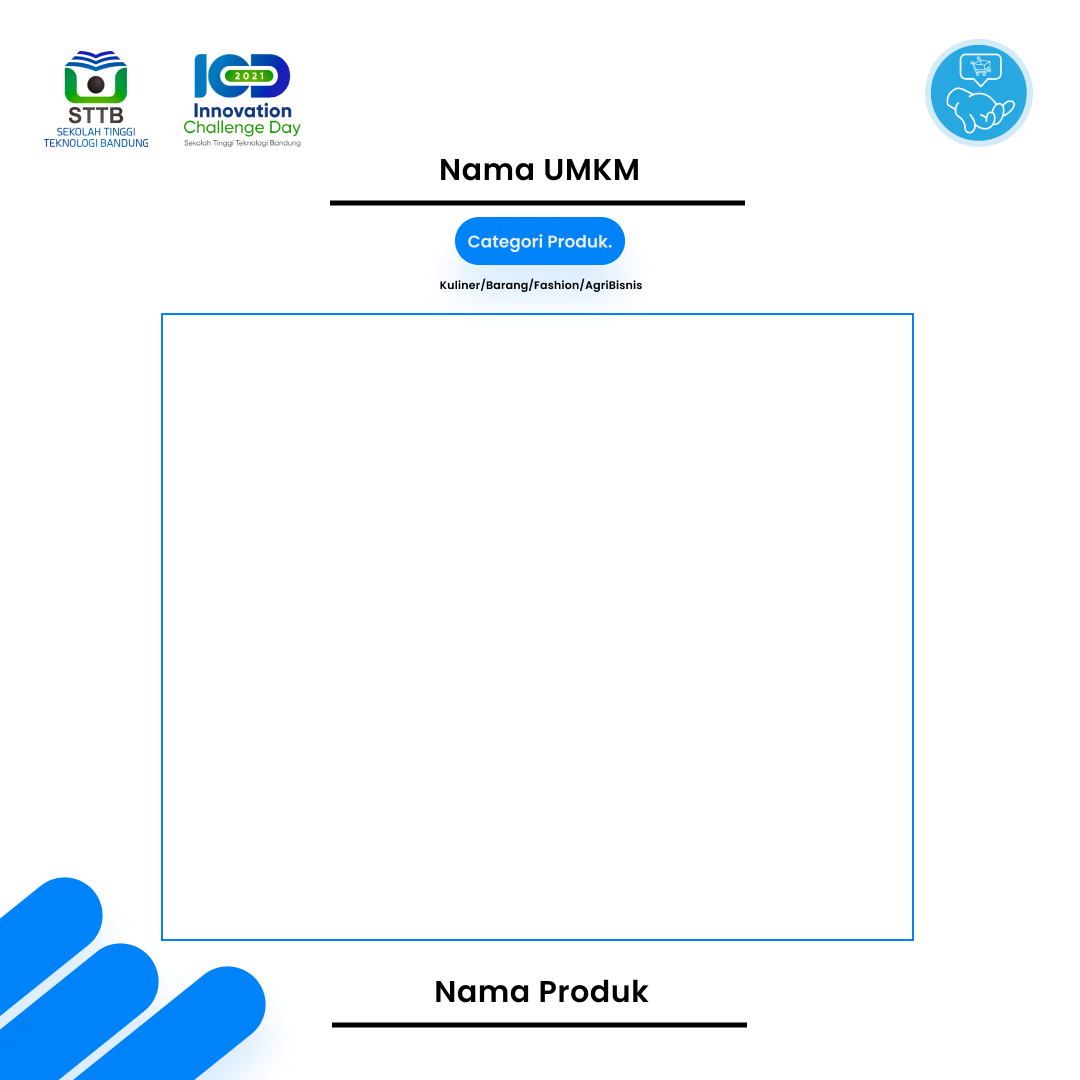 STTB
SEKOLAH TINGGI
TEKNOLOGI BANDUNG
ICD
2021
Innovation
Challenge Day
Sekolah Tinggi Teknologi Bandung
Nama UMKM
Categori Produk.
Kuliner/Barang/Fashion/AgriBisnis
Nama Produk